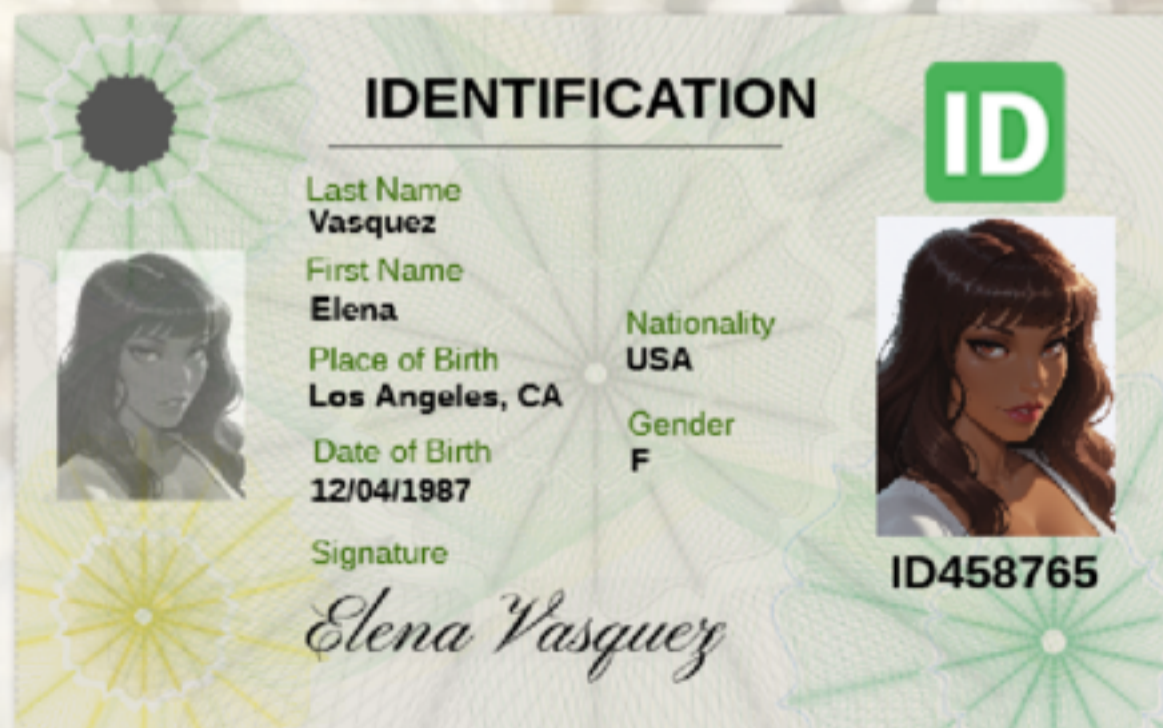 IDENTIFICATION
ID
Last Name
Vasquez
First Name
Elena
Place of Birth
Los Angeles, CA
Date of Birth
12/04/1987
Nationality
USA
Gender
F
Signature
Elena Vasquez
ID458765